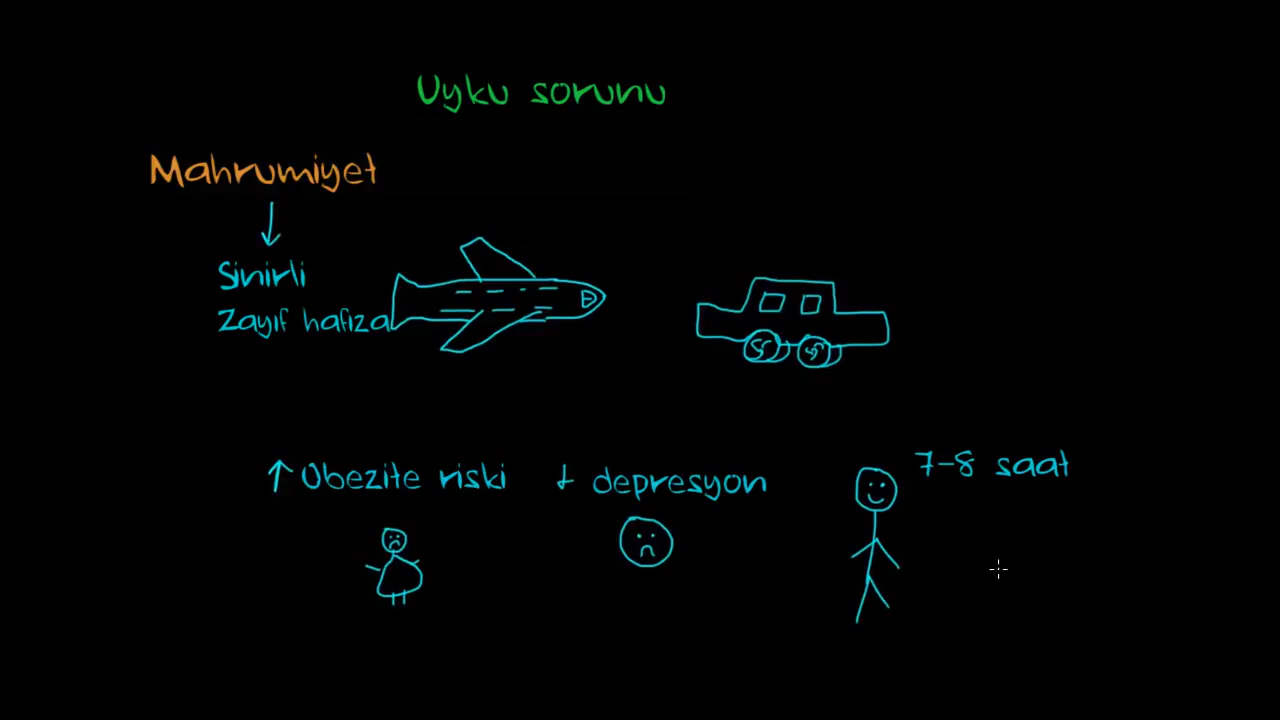 Uyku sorunu
Mahrumiyet
↓
Sinirli
Zayıf hafıza
↑ Obezite riski + depresyon
7-8 saat